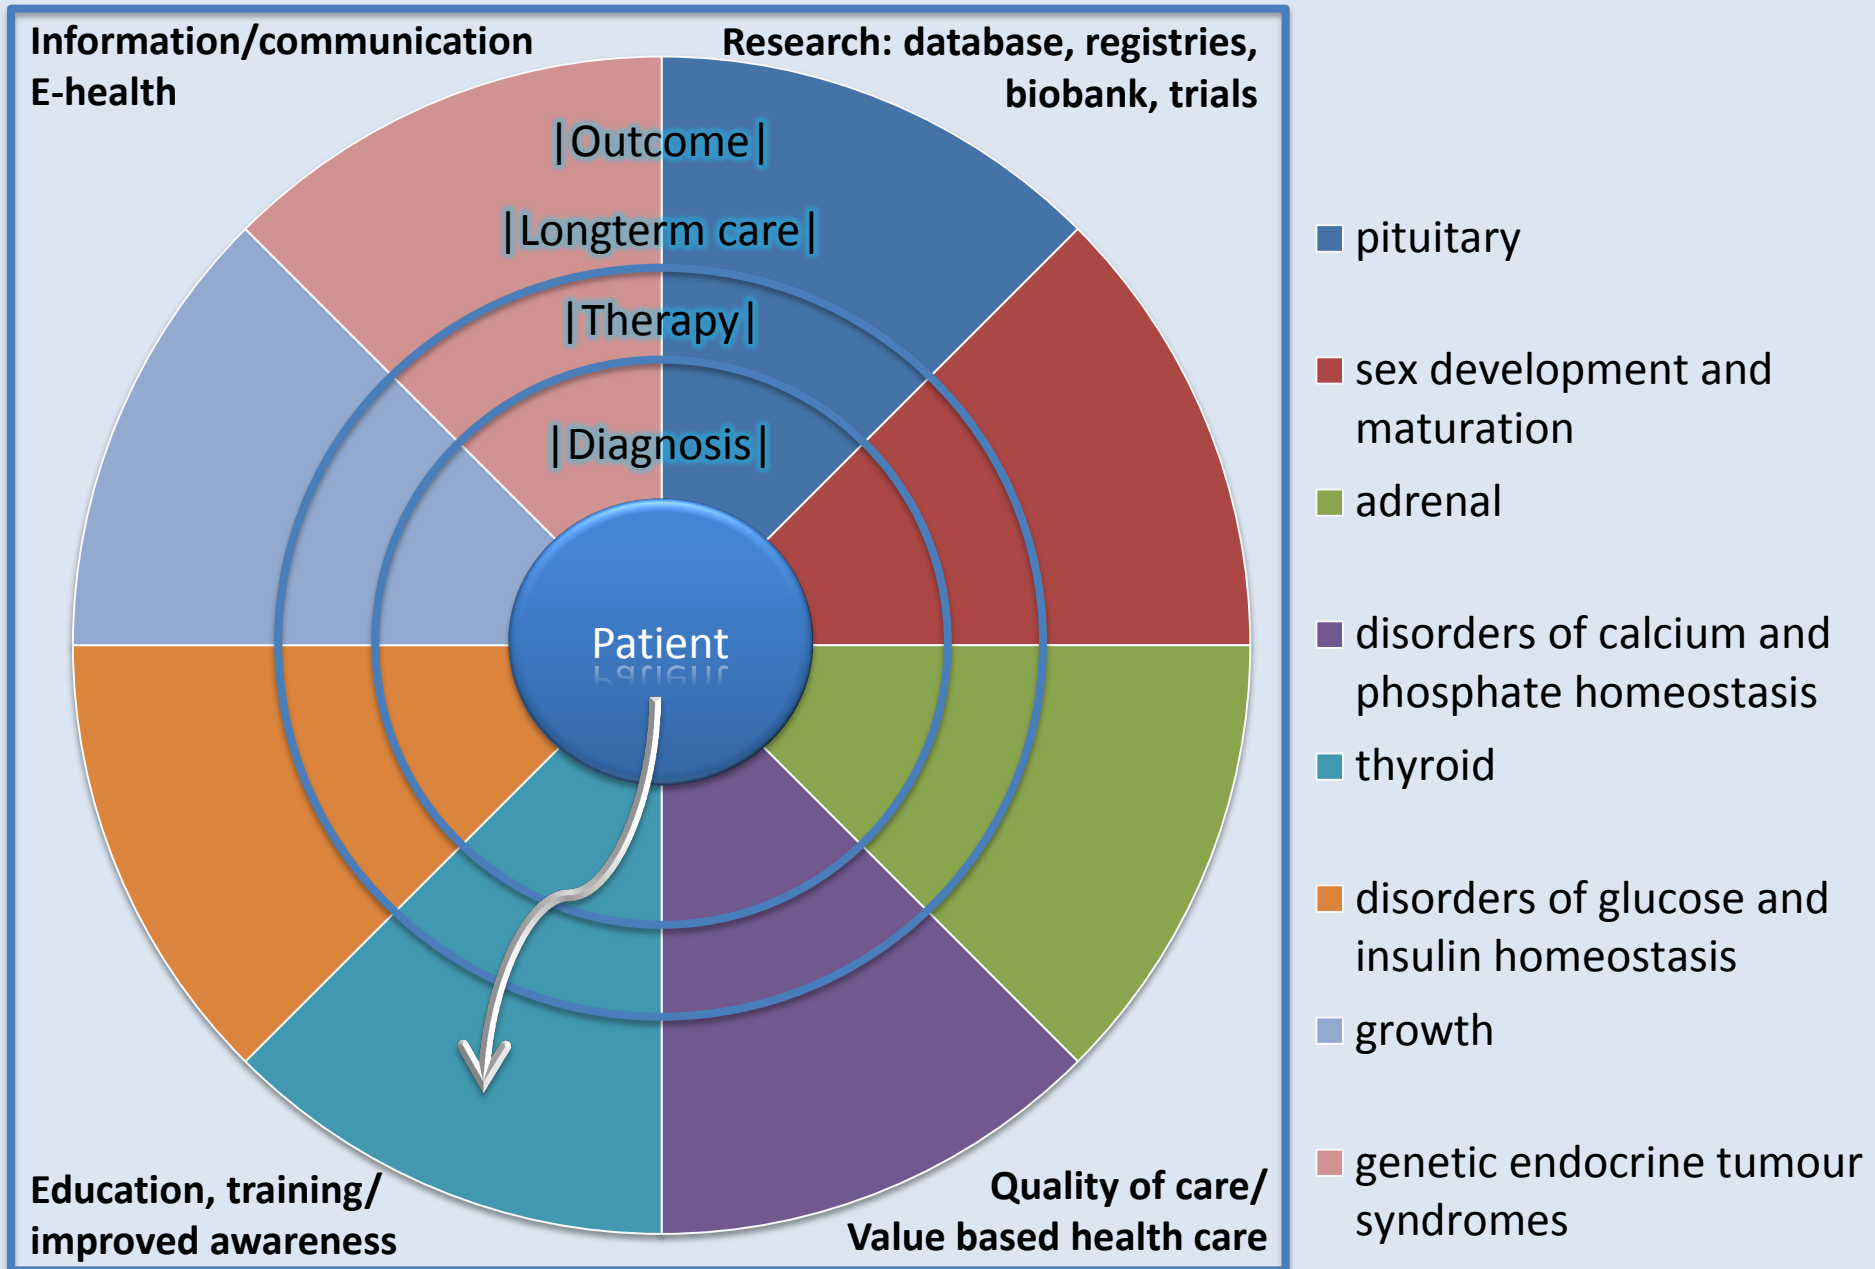 Information/communication
E-health
Research: database, registries,
biobank, trials
|Outcome|
|Longterm care|
|Therapy|
|Diagnosis|
Patient
Education, training/
improved awareness
Quality of care/
Value based health care
pituitary
sex development and
maturation
adrenal
disorders of calcium and
phosphate homeostasis
thyroid
disorders of glucose and
insulin homeostasis
growth
genetic endocrine tumour
syndromes